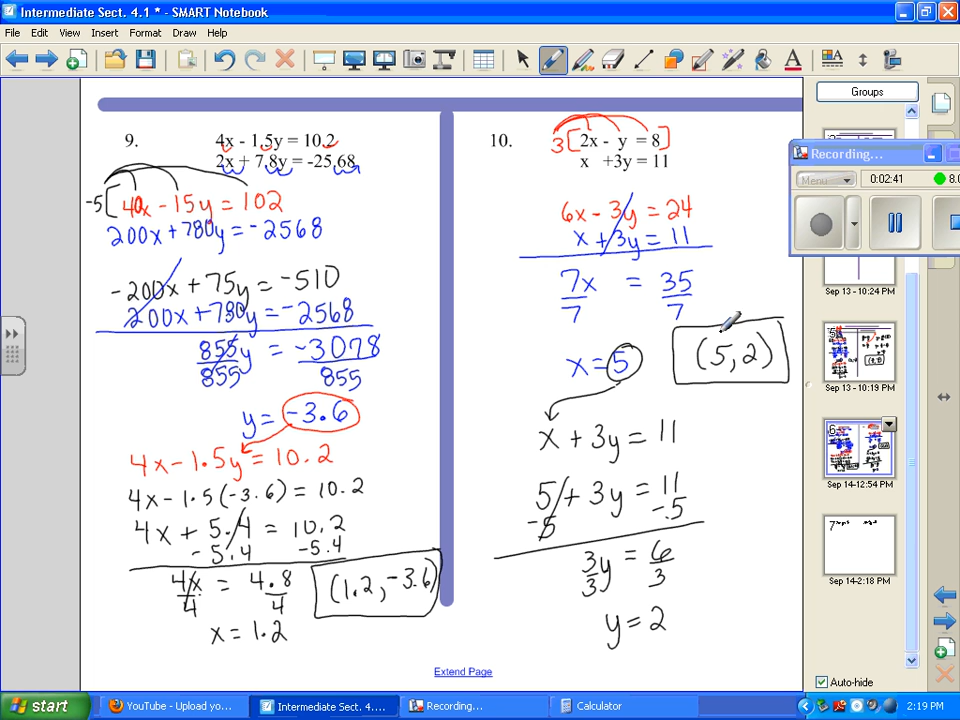 Intermediate Sect. 4.1 * - SMART Notebook
File Edit View Insert Format Draw Help
Groups
9.
4x - 1.5y = 10.2
2x + 7.8y = -25.68
-5[40x - 15y = 102
200x + 780y = -2568
-200x + 75y = -510
200x + 780y = -2568
855y = -3078
855 855
y = -3.6
4x - 1.5y = 10.2
4x - 1.5(-3.6) = 10.2
4x + 5.4 = 10.2
-5.4 -5.4
4x = 4.8
4 4
x = 1.2
(1.2, -3.6)
10.
3[2x - y = 8]
x + 3y = 11
6x - 3y = 24
x + 3y = 11
7x = 35
7 7
x = 5
(5, 2)
x + 3y = 11
5 + 3y = 11
-5 -5
3y = 6
3 3
y = 2
Extend Page
Recording...
Menu
0:02:41
8.0
Sep 13 - 10:24 PM
Sep 13 - 10:19 PM
Sep 14-12:54 PM
Sep 14-2:18 PM
Auto-hide
start
YouTube - Upload yo...
Intermediate Sect. 4....
Recording...
Calculator
2:19 PM